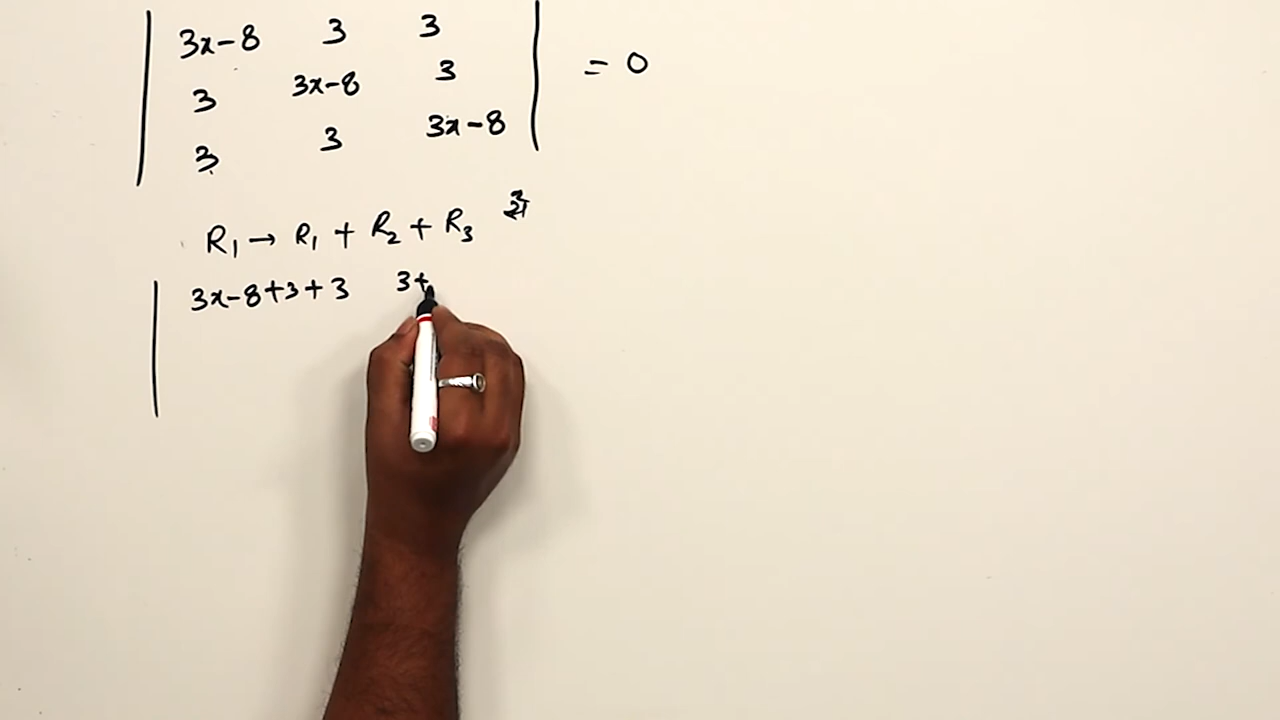 3x-8 3 3
3 3x-8 3 = 0
3 3 3x-8
R₁ → R₁ + R₂ + R₃ से
3x-8+3+3 3+